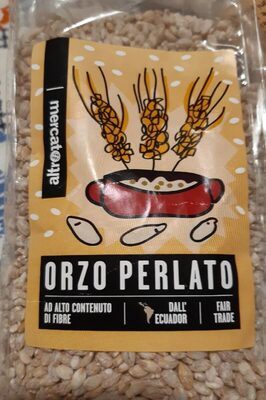 altromercato
ORZO PERLATO
AD ALTO CONTENUTO
DI FIBRE
DALL'
ECUADOR
FAIR
TRADE